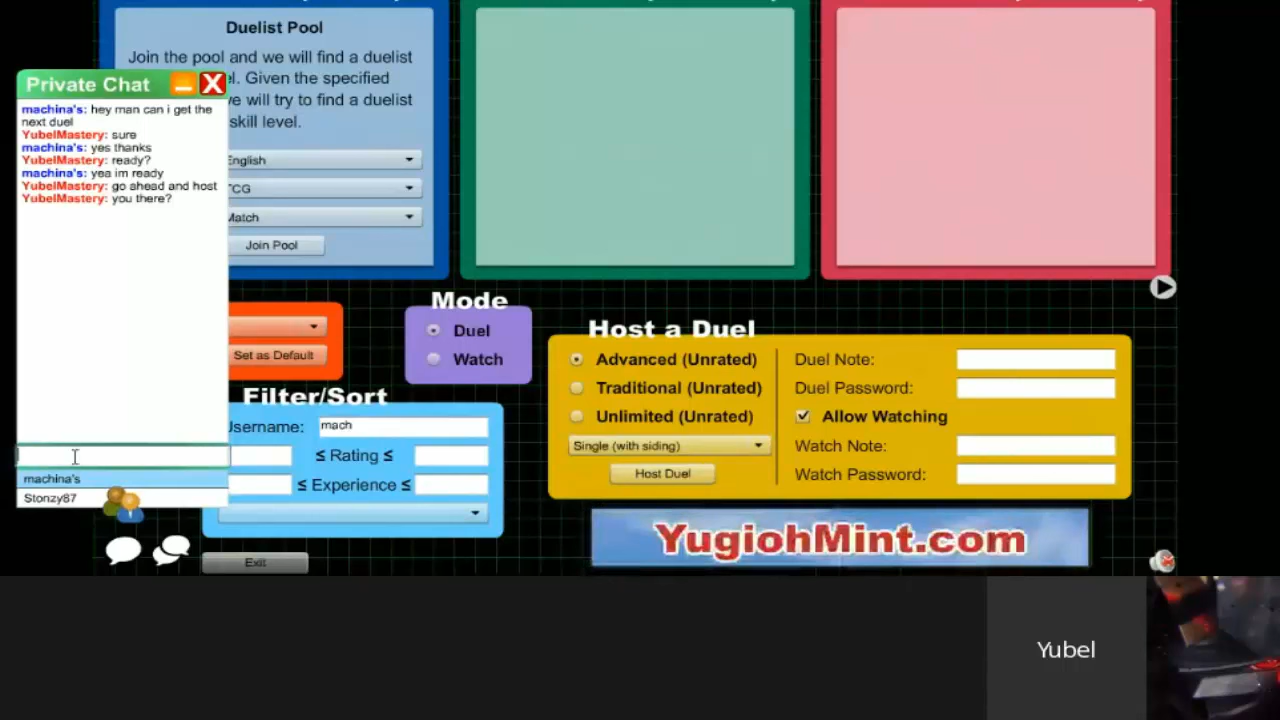 Duelist Pool
Join the pool and we will find a duelist
el. Given the specified
we will try to find a duelist
skill level.
English
TCG
Match
Join Pool
Private Chat
machina's: hey man can i get the
next duel
YubelMastery: sure
machina's: yes thanks
YubelMastery: ready?
machina's: yea im ready
YubelMastery: go ahead and host
YubelMastery: you there?
machina's
Stonzy87
Set as Default
Mode
Duel
Watch
Filter/Sort
Username: mach
≤ Rating ≤
≤ Experience ≤
Exit
Host a Duel
Advanced (Unrated)
Traditional (Unrated)
Unlimited (Unrated)
Single (with siding)
Host Duel
Duel Note:
Duel Password:
Allow Watching
Watch Note:
Watch Password:
YugiohMint.com
Yubel